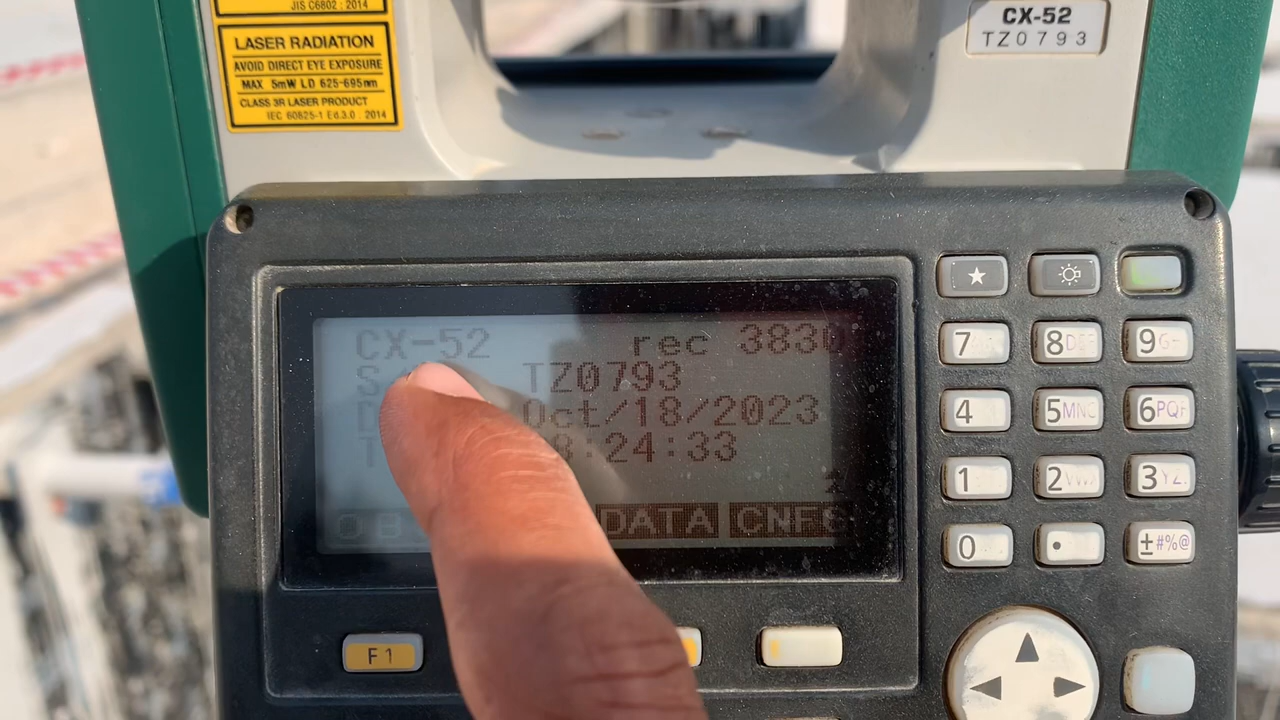 JIS C6802 : 2014
LASER RADIATION
AVOID DIRECT EYE EXPOSURE
MAX 5mW LD 625-695nm
CLASS 3R LASER PRODUCT
IEC 60825-1 Ed.3.0 : 2014
CX-52
TZ0793
CX-52 rec 3830
S TZ0793
Oct/18/2023
:24:33
DATA
7 8 9
4 5 6PQR
1 2 3
0 . ±#%@
F1